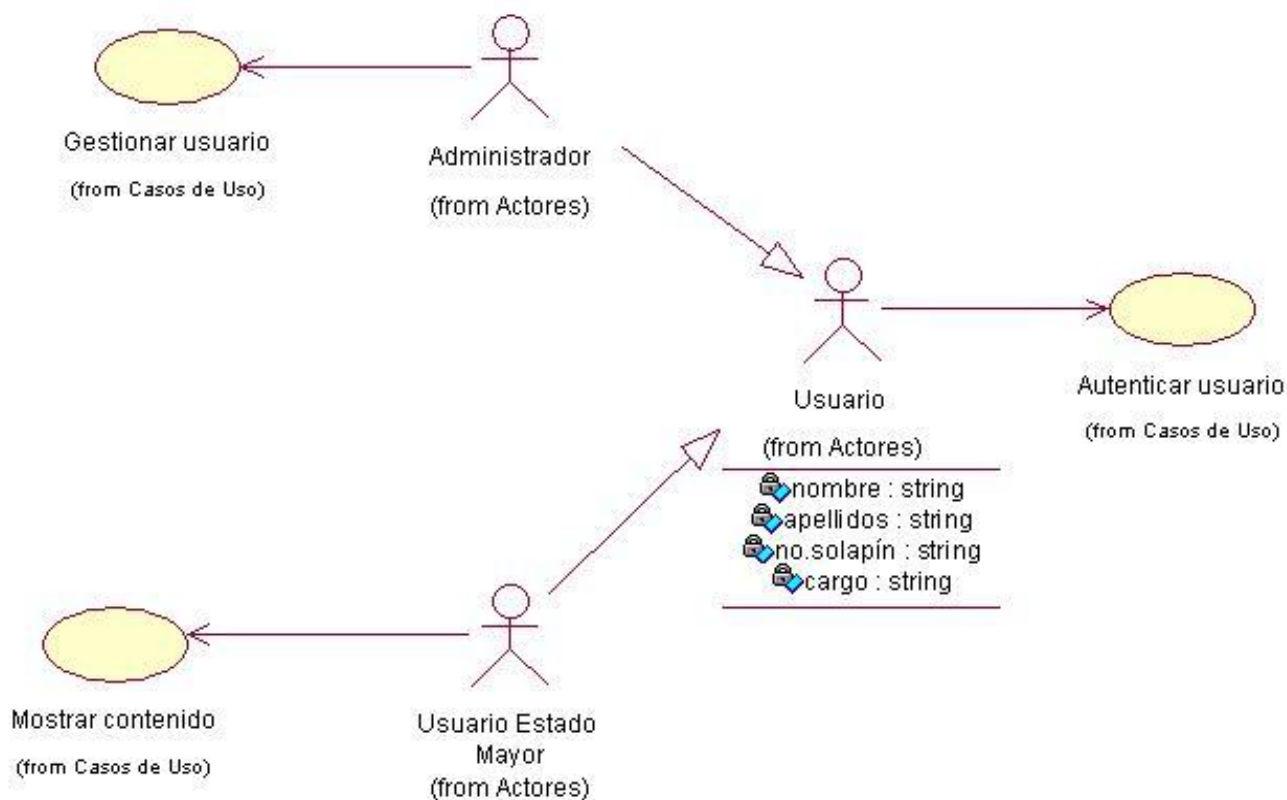 Gestionar usuario
(from Casos de Uso)
Administrador
(from Actores)
Usuario
(from Actores)
nombre : string
apellidos : string
no.solapín : string
cargo : string
Autenticar usuario
(from Casos de Uso)
Mostrar contenido
(from Casos de Uso)
Usuario Estado
Mayor
(from Actores)